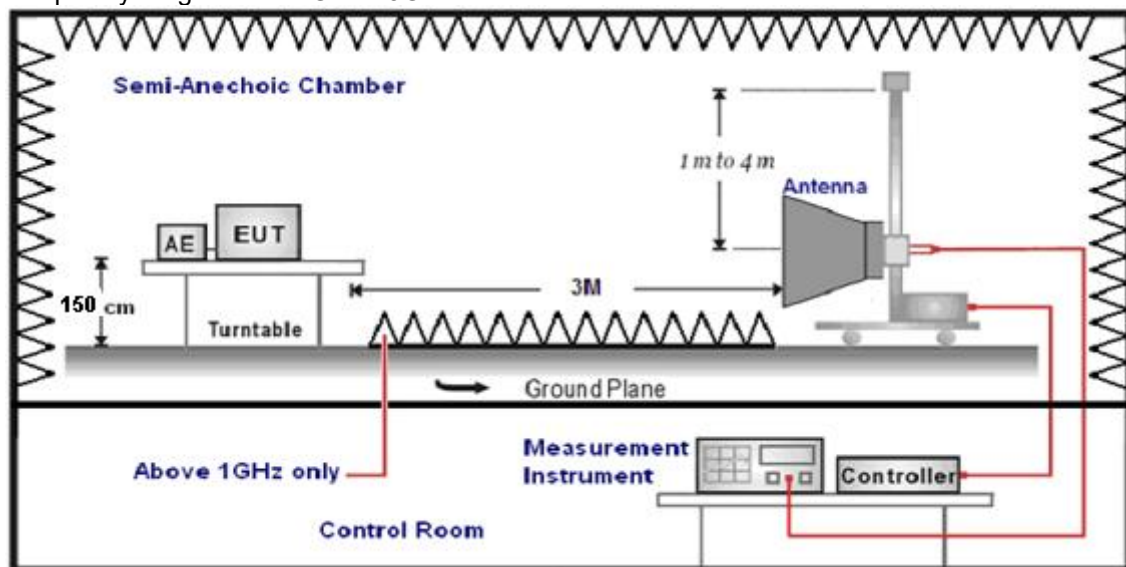 Semi-Anechoic Chamber
1 m to 4 m
Antenna
AE
EUT
3M
150 cm
Turntable
Ground Plane
Above 1GHz only
Measurement
Instrument
Controller
Control Room